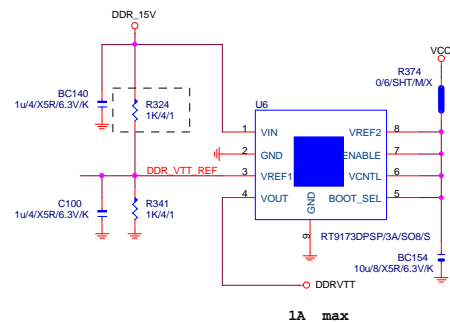 DDR_15V
VCC
R374
0/6/SHT/M/X
BC140
1u/4/X5R/6.3V/K
R324
1K/4/1
U6
1 VIN VREF2 8
2 GND ENABLE 7
DDR_VTT_REF 3 VREF1 VCNTL 6
4 VOUT BOOT_SEL 5
GND
9
C100
1u/4/X5R/6.3V/K
R341
1K/4/1
RT9173DPSP/3A/SO8/S
BC154
10u/8/X5R/6.3V/K
DDRVTT
1A max